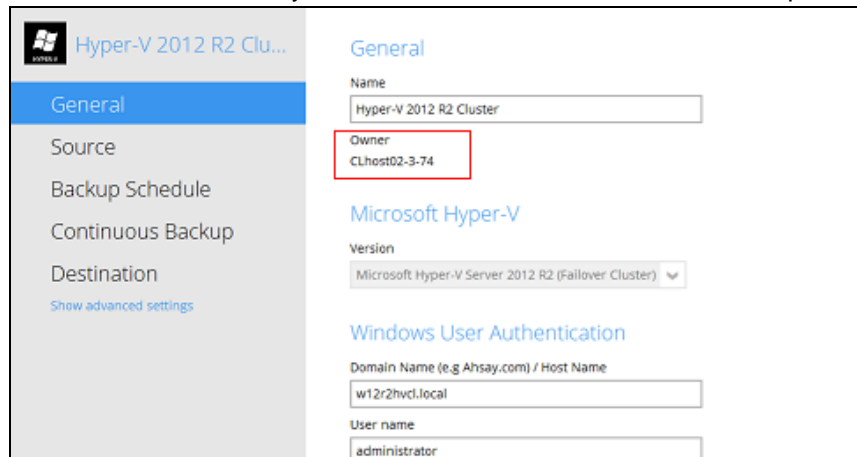 Hyper-V 2012 R2 Clu...
General
Source
Backup Schedule
Continuous Backup
Destination
Show advanced settings
General
Name
Hyper-V 2012 R2 Cluster
Owner
CLhost02-3-74
Microsoft Hyper-V
Version
Microsoft Hyper-V Server 2012 R2 (Failover Cluster)
Windows User Authentication
Domain Name (e.g Ahsay.com) / Host Name
w12r2hvcl.local
User name
administrator